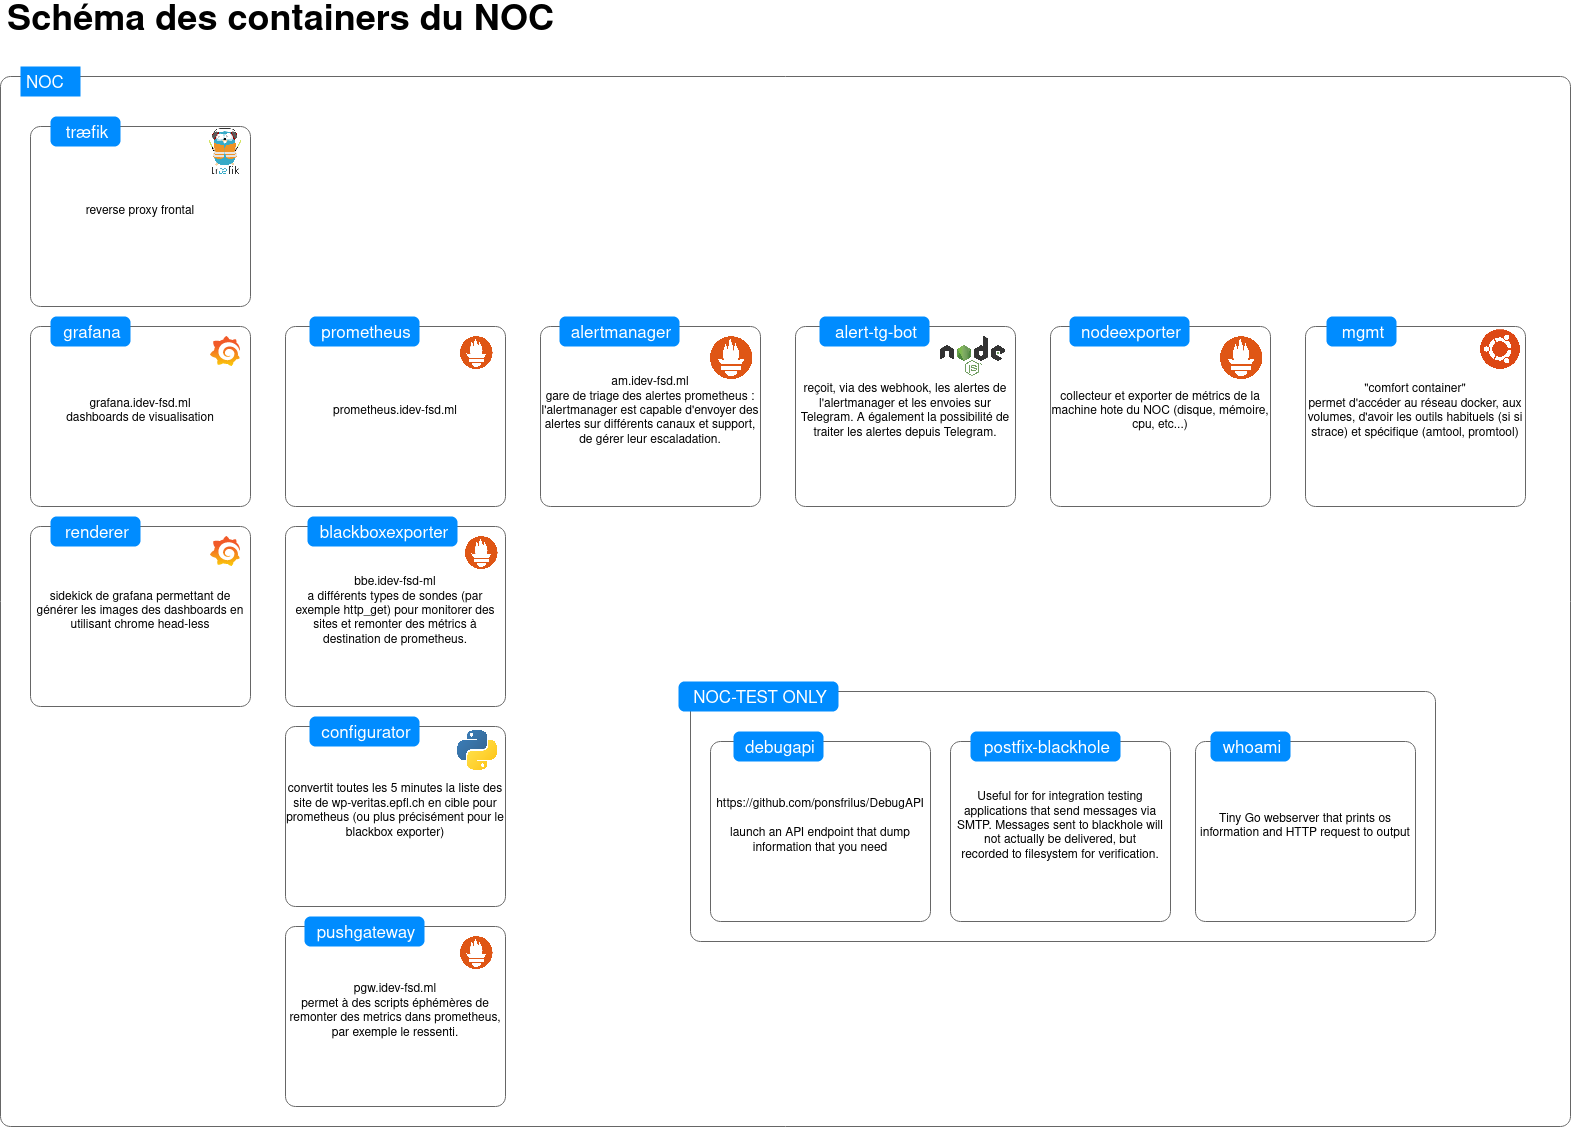 Schéma des containers du NOC
NOC
træfik
træfik
reverse proxy frontal
grafana
grafana.idev-fsd.ml
dashboards de visualisation
prometheus
prometheus.idev-fsd.ml
alertmanager
am.idev-fsd.ml
gare de triage des alertes prometheus :
l'alertmanager est capable d'envoyer des
alertes sur différents canaux et support,
de gérer leur escaladation.
alert-tg-bot
node
JS
reçoit, via des webhook, les alertes de
l'alertmanager et les envoies sur
Telegram. A également la possibilité de
traiter les alertes depuis Telegram.
nodeexporter
collecteur et exporter de métrics de la
machine hote du NOC (disque, mémoire,
cpu, etc...)
mgmt
"comfort container"
permet d'accéder au réseau docker, aux
volumes, d'avoir les outils habituels (si si
strace) et spécifique (amtool, promtool)
renderer
sidekick de grafana permettant de
générer les images des dashboards en
utilisant chrome head-less
blackboxexporter
bbe.idev-fsd-ml
a différents types de sondes (par
exemple http_get) pour monitorer des
sites et remonter des métrics à
destination de prometheus.
configurator
convertit toutes les 5 minutes la liste des
site de wp-veritas.epfl.ch en cible pour
prometheus (ou plus précisément pour le
blackbox exporter)
pushgateway
pgw.idev-fsd.ml
permet à des scripts éphémères de
remonter des metrics dans prometheus,
par exemple le ressenti.
NOC-TEST ONLY
debugapi
https://github.com/ponsfrilus/DebugAPI
launch an API endpoint that dump
information that you need
postfix-blackhole
Useful for for integration testing
applications that send messages via
SMTP. Messages sent to blackhole will
not actually be delivered, but
recorded to filesystem for verification.
whoami
Tiny Go webserver that prints os
information and HTTP request to output